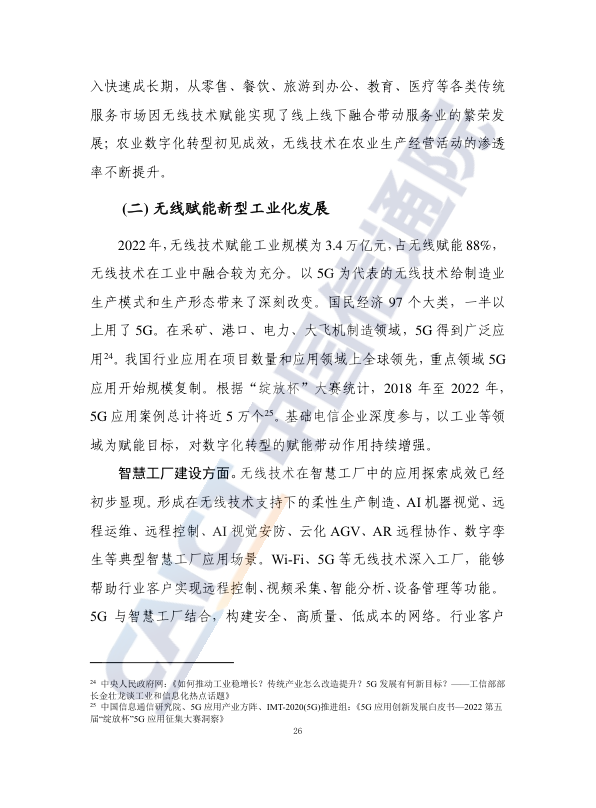 入快速成长期，从零售、餐饮、旅游到办公、教育、医疗等各类传统
服务市场因无线技术赋能实现了线上线下融合带动服务业的繁荣发
展；农业数字化转型初见成效，无线技术在农业生产经营活动的渗透
率不断提升。
(二) 无线赋能新型工业化发展
2022 年，无线技术赋能工业规模为 3.4 万亿元，占无线赋能 88%，
无线技术在工业中融合较为充分。以 5G 为代表的无线技术给制造业
生产模式和生产形态带来了深刻改变。国民经济 97 个大类，一半以
上用了 5G。在采矿、港口、电力、大飞机制造领域，5G 得到广泛应
用24。我国行业应用在项目数量和应用领域上全球领先，重点领域 5G
应用开始规模复制。根据“绽放杯”大赛统计，2018 年至 2022 年，
5G 应用案例总计将近 5 万个25。基础电信企业深度参与，以工业等领
域为赋能目标，对数字化转型的赋能带动作用持续增强。
智慧工厂建设方面。无线技术在智慧工厂中的应用探索成效已经
初步显现。形成在无线技术支持下的柔性生产制造、AI 机器视觉、远
程运维、远程控制、AI 视觉安防、云化 AGV、AR 远程协作、数字孪
生等典型智慧工厂应用场景。Wi-Fi、5G 等无线技术深入工厂，能够
帮助行业客户实现远程控制、视频采集、智能分析、设备管理等功能。
5G 与智慧工厂结合，构建安全、高质量、低成本的网络。行业客户
24 中央人民政府网：《如何推动工业稳增长？传统产业怎么改造提升？5G 发展有何新目标？——工信部部
长金壮龙谈工业和信息化热点话题》
25 中国信息通信研究院、5G 应用产业方阵、IMT-2020(5G)推进组：《5G 应用创新发展白皮书—2022 第五
届“绽放杯”5G 应用征集大赛洞察》
26
CAICT 中国信通院